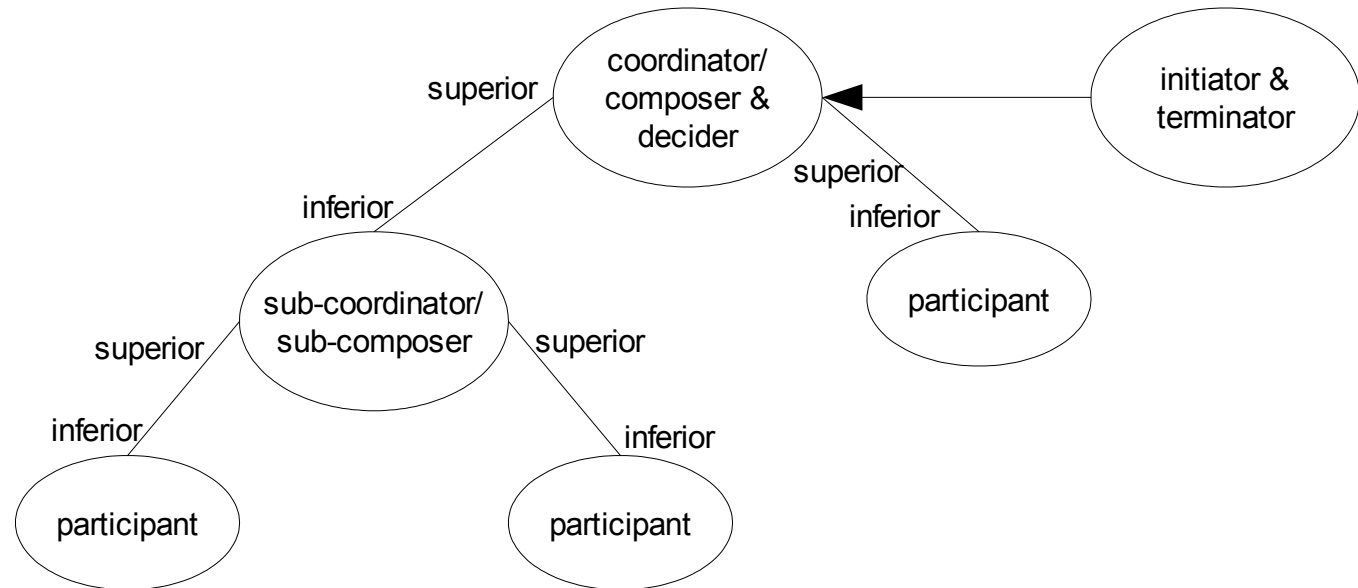 coordinator/
composer &
decider
initiator &
terminator
superior
superior
inferior
inferior
participant
sub-coordinator/
sub-composer
superior
superior
inferior
inferior
participant
participant